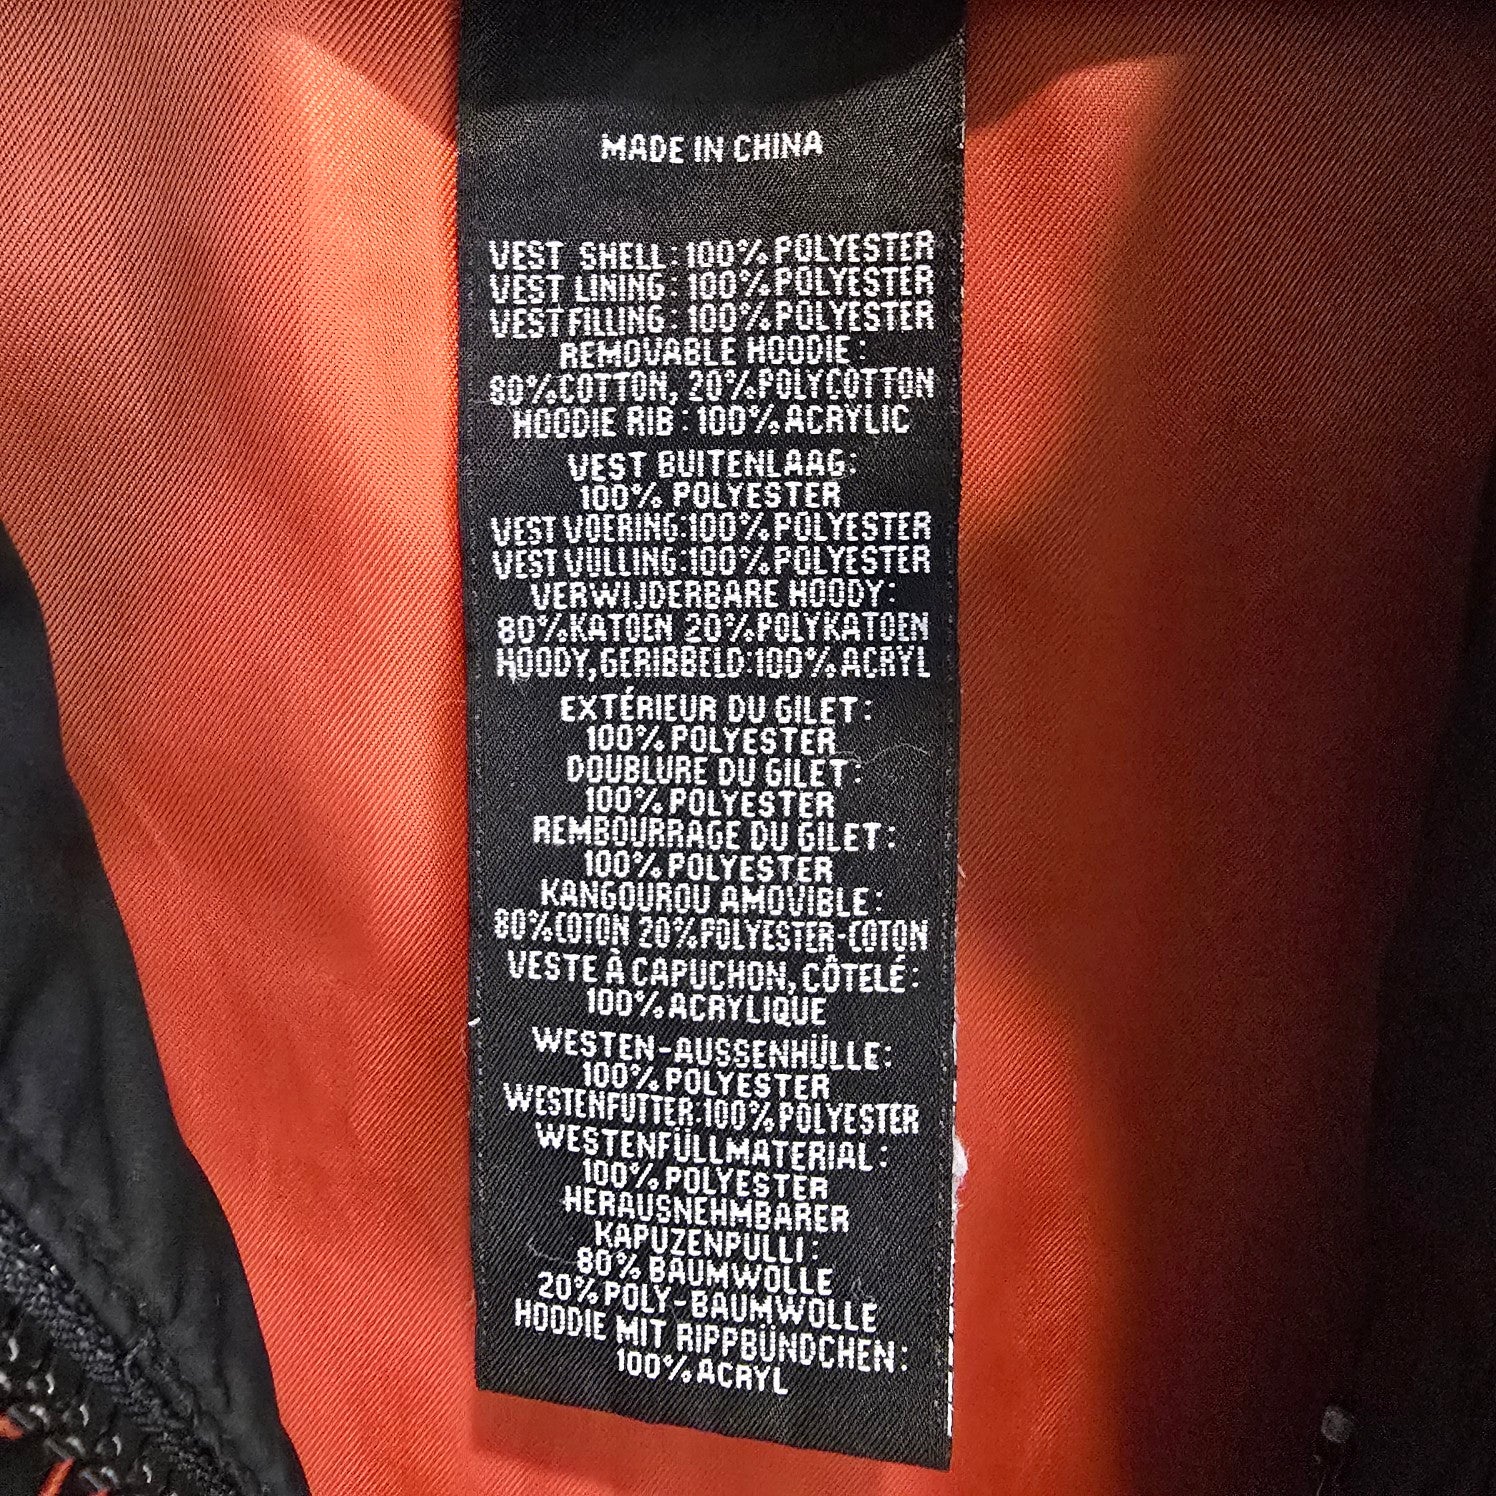 MADE IN CHINA
VEST SHELL: 100% POLYESTER
VEST LINING: 100% POLYESTER
VEST FILLING: 100% POLYESTER
REMOVABLE HOODIE:
80% COTTON, 20% POLYCOTTON
HOODIE RIB: 100% ACRYLIC
VEST BUITENLAAG:
100% POLYESTER
VEST VOERING: 100% POLYESTER
VEST VULLING: 100% POLYESTER
VERWIJDERBARE HOODY:
80% KATOEN 20% POLYKATOEN
HOODY, GERIBBELD: 100% ACRYL
EXTÉRIEUR DU GILET:
100% POLYESTER
DOUBLURE DU GILET:
100% POLYESTER
REMBOURRAGE DU GILET:
100% POLYESTER
KANGOUROU AMOVIBLE:
80% COTON 20% POLYESTER-COTON
VESTE À CAPUCHON, CÔTELÉ:
100% ACRYLIQUE
WESTEN-AUSSENHÜLLE:
100% POLYESTER
WESTENFUTTER: 100% POLYESTER
WESTENFÜLLMATERIAL:
100% POLYESTER
HERAUSNEHMBARER
KAPUZENPULLI:
80% BAUMWOLLE
20% POLY-BAUMWOLLE
HOODIE MIT RIPPBÜNDCHEN:
100% ACRYL